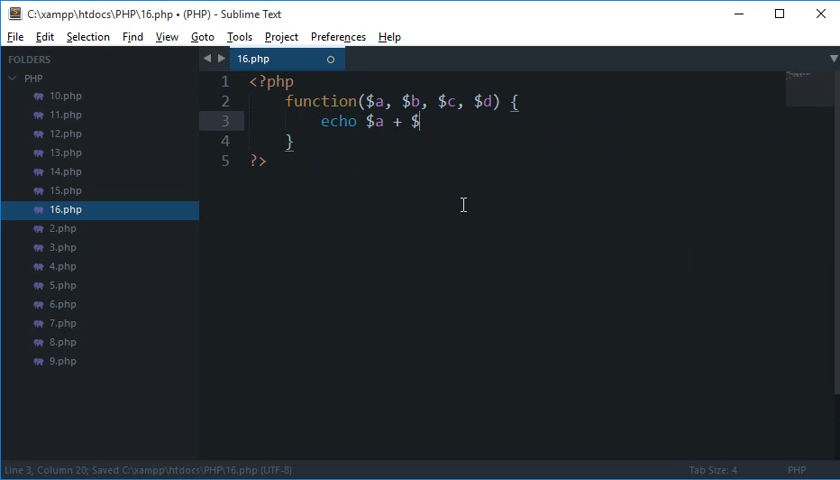 C:\xampp\htdocs\PHP\16.php • (PHP) - Sublime Text
File Edit Selection Find View Goto Tools Project Preferences Help
FOLDERS
PHP
10.php
11.php
12.php
13.php
14.php
15.php
16.php
2.php
3.php
4.php
5.php
6.php
7.php
8.php
9.php
16.php
1 <?php
2 function($a, $b, $c, $d) {
3 echo $a + $
4 }
5 ?>
Line 3, Column 20; Saved C:\xampp\htdocs\PHP\16.php (UTF-8) Tab Size: 4 PHP